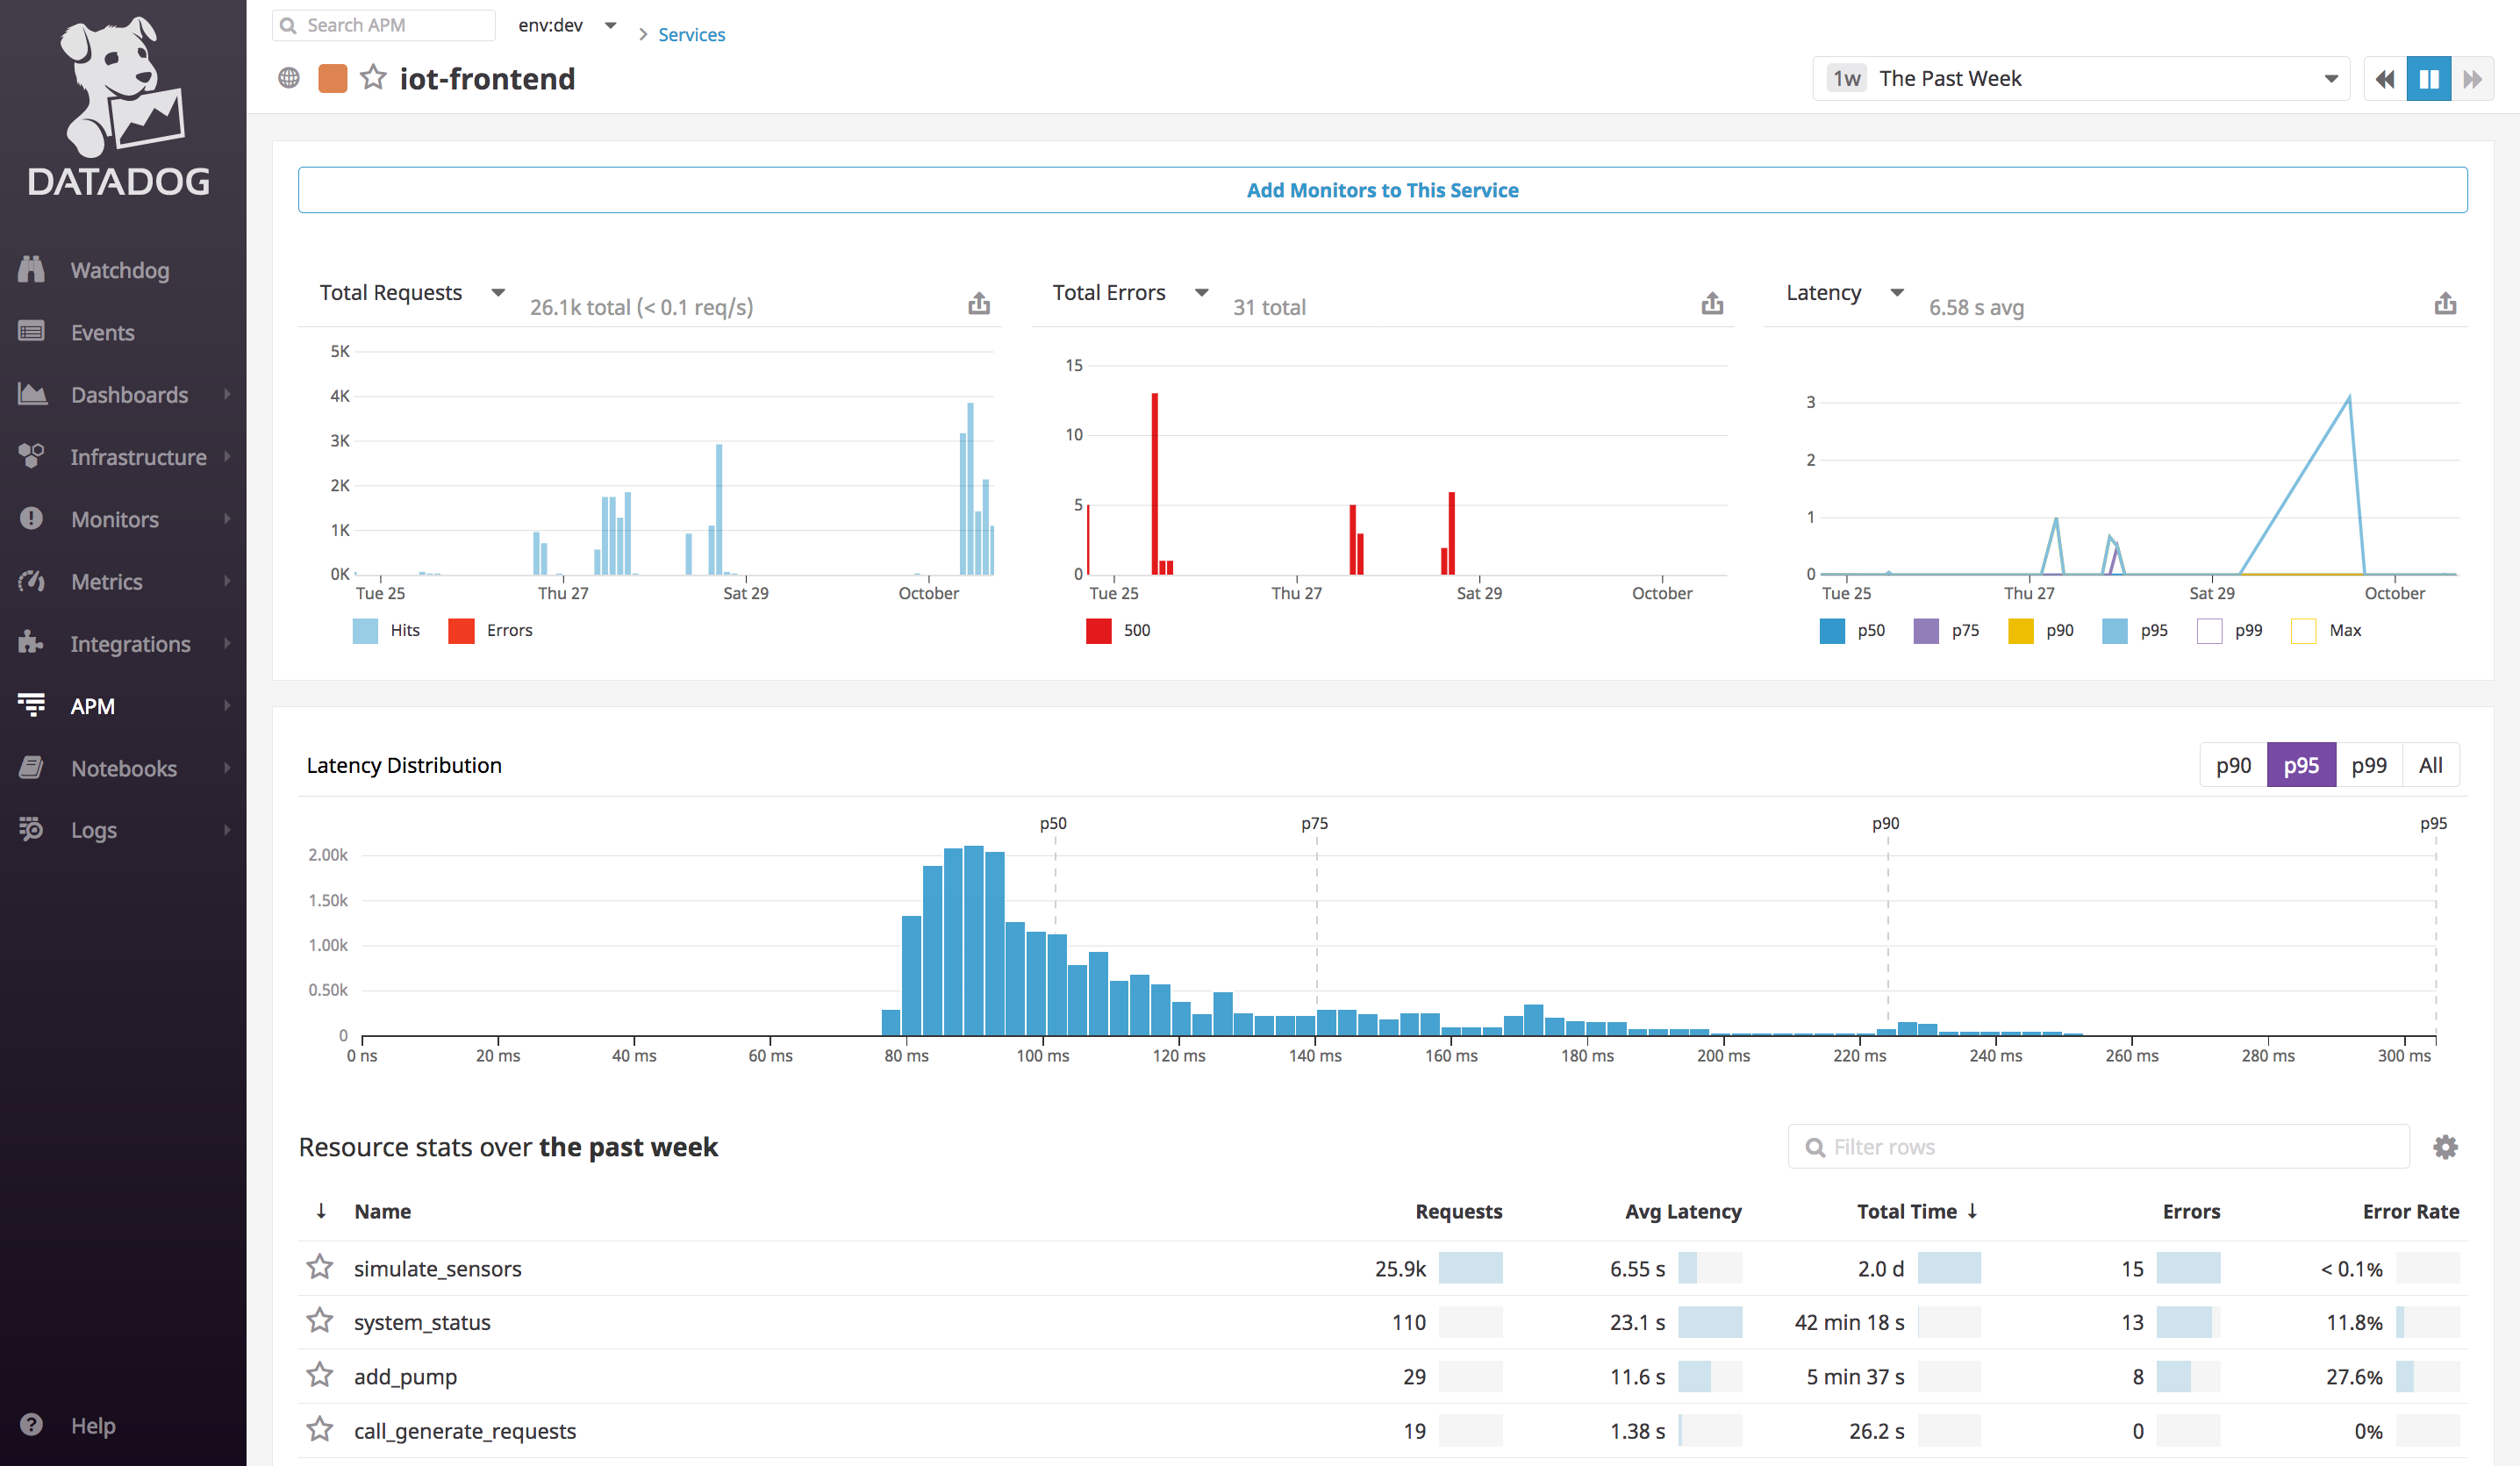 DATADOG
Watchdog
Events
Dashboards
Infrastructure
Monitors
Metrics
Integrations
APM
Notebooks
Logs
Help
Search APM
env:dev
Services
iot-frontend
1w The Past Week
Add Monitors to This Service
Total Requests 26.1k total (< 0.1 req/s)
5K
4K
3K
2K
1K
0K
Tue 25 Thu 27 Sat 29 October
Hits Errors
Total Errors 31 total
15
10
5
0
Tue 25 Thu 27 Sat 29 October
500
Latency 6.58 s avg
3
2
1
0
Tue 25 Thu 27 Sat 29 October
p50 p75 p90 p95 p99 Max
Latency Distribution
p90 p95 p99 All
p50 p75 p90 p95
2.00k
1.50k
1.00k
0.50k
0
0 ns 20 ms 40 ms 60 ms 80 ms 100 ms 120 ms 140 ms 160 ms 180 ms 200 ms 220 ms 240 ms 260 ms 280 ms 300 ms
Resource stats over the past week
Filter rows
↓ Name Requests Avg Latency Total Time ↓ Errors Error Rate
simulate_sensors 25.9k 6.55 s 2.0 d 15 < 0.1%
system_status 110 23.1 s 42 min 18 s 13 11.8%
add_pump 29 11.6 s 5 min 37 s 8 27.6%
call_generate_requests 19 1.38 s 26.2 s 0 0%